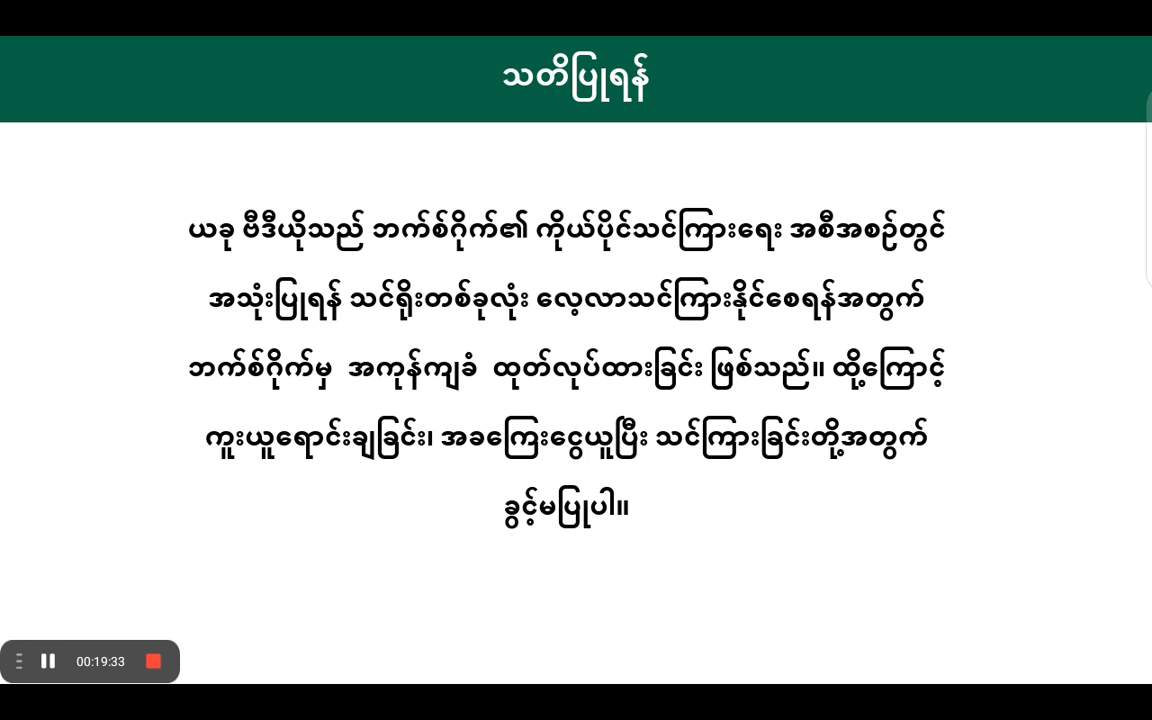 သတိပြုရန်
ယခု ဗီဒီယိုသည် ဘက်စ်ဂိုက်၏ ကိုယ်ပိုင်သင်ကြားရေး အစီအစဉ်တွင်
အသုံးပြုရန် သင်ရိုးတစ်ခုလုံး လေ့လာသင်ကြားနိုင်စေရန်အတွက်
ဘက်စ်ဂိုက်မှ အကုန်ကျခံ ထုတ်လုပ်ထားခြင်း ဖြစ်သည်။ ထို့ကြောင့်
ကူးယူရောင်းချခြင်း၊ အခကြေးငွေယူပြီး သင်ကြားခြင်းတို့အတွက်
ခွင့်မပြုပါ။
00:19:33